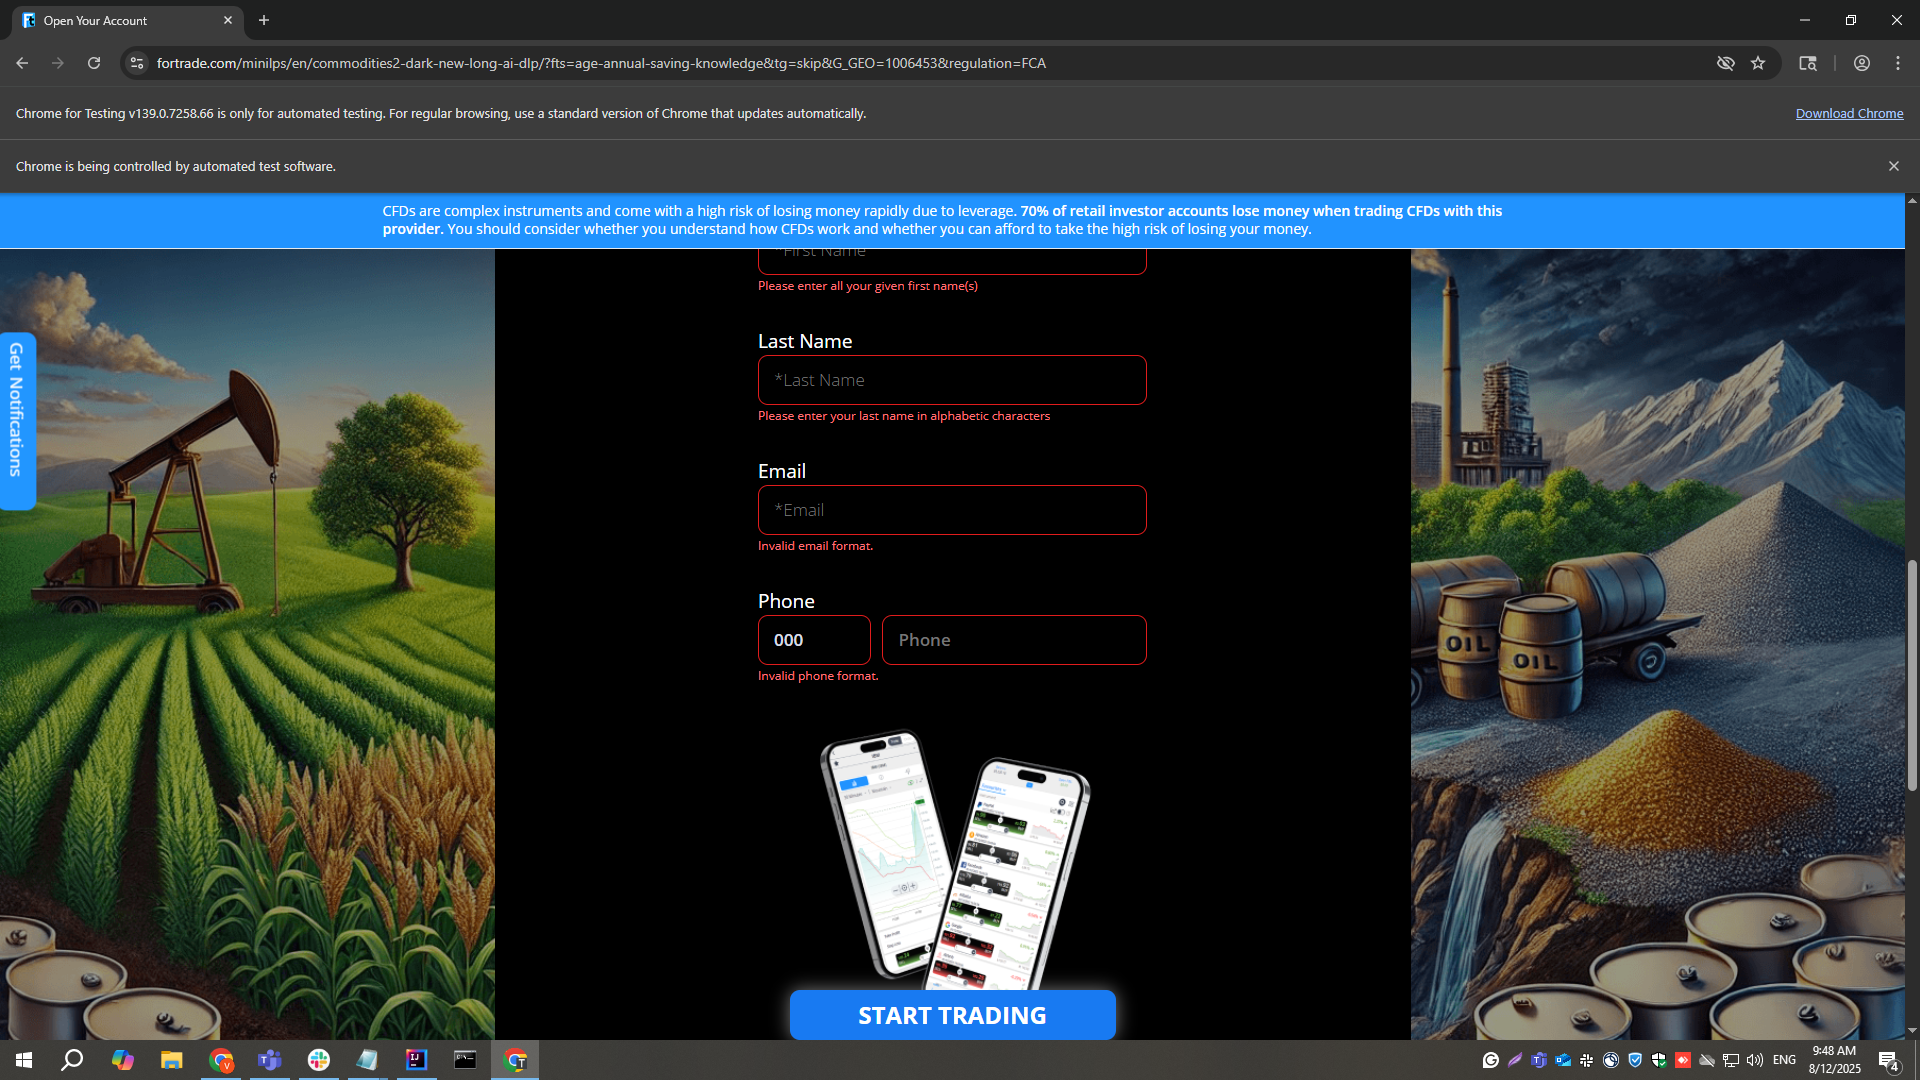 Open Your Account
fortrade.com/minilps/en/commodities2-dark-new-long-ai-dlp/?fts=age-annual-saving-knowledge&tg=skip&G_GEO=1006453&regulation=FCA
Chrome for Testing v139.0.7258.66 is only for automated testing. For regular browsing, use a standard version of Chrome that updates automatically.
Download Chrome
Chrome is being controlled by automated test software.
CFDs are complex instruments and come with a high risk of losing money rapidly due to leverage. 70% of retail investor accounts lose money when trading CFDs with this
provider. You should consider whether you understand how CFDs work and whether you can afford to take the high risk of losing your money.
*First Name
Please enter all your given first name(s)
Get Notifications
Last Name
*Last Name
Please enter your last name in alphabetic characters
Email
*Email
Invalid email format.
Phone
000
Phone
Invalid phone format.
OIL
OIL
START TRADING
ENG
9:48 AM
8/12/2025
4